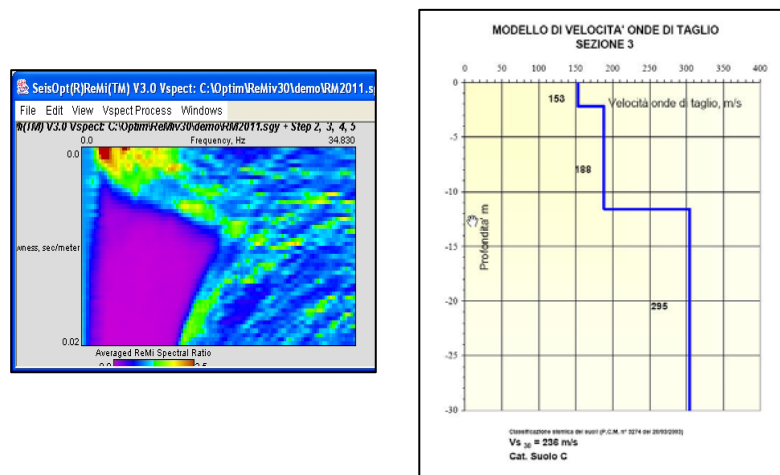 SeisOpt(R)ReMi(TM) V3.0 Vspect: C:\Optim\ReMiv30\demo\RM2011.sg
File Edit View Vspect Process Windows
(TM) V3.0 Vspect: C:\Optim\ReMiv30\demo\RM2011.sgy + Step 2, 3, 4, 5
0.0 Frequency, Hz 34.830
0.0
wness, sec/meter
0.02
Averaged ReMi Spectral Ratio
MODELLO DI VELOCITA' ONDE DI TAGLIO
SEZIONE 3
0 50 100 150 200 250 300 350 400
0
153
Velocità onde di taglio, m/s
-5
188
-10
Profondita' m
-15
-20
295
-25
-30
Classificazione sismica dei suoli (P.C.M. n° 3274 del 20/03/2003)
Vs 30 = 236 m/s
Cat. Suolo C